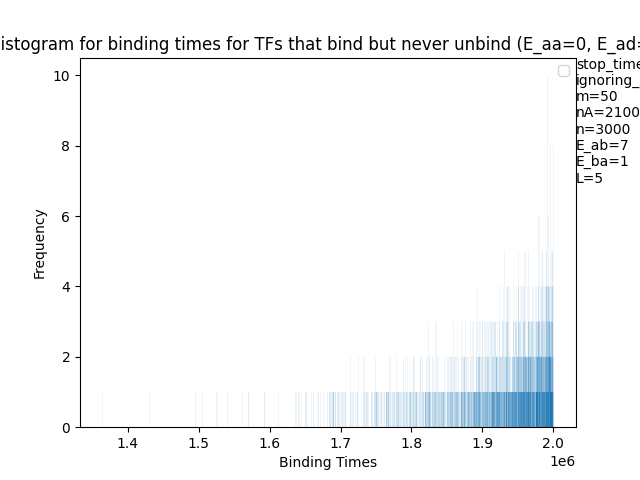 istogram for binding times for TFs that bind but never unbind (E_aa=0, E_ad=
stop_time
ignoring_
m=50
nA=2100
n=3000
E_ab=7
E_ba=1
L=5
Frequency
10
8
6
4
2
0
1.4 1.5 1.6 1.7 1.8 1.9 2.0
1e6
Binding Times